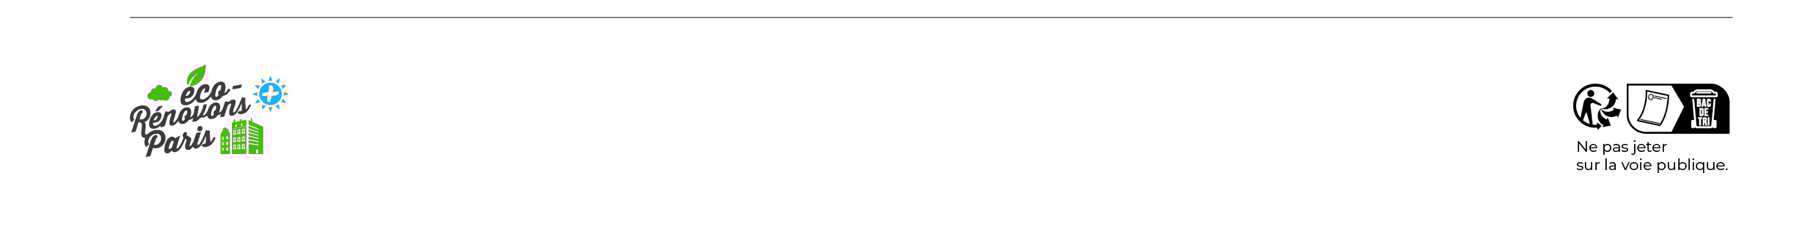 éco-
Rénovons
Paris
+
BAC
DE
TRI
Ne pas jeter
sur la voie publique.